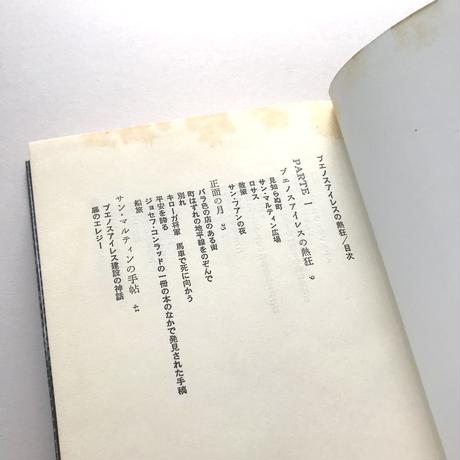 ブエノスアイレスの熱狂/目次
PARTE I
ブエノスアイレスの熱狂 9
見知らぬ町
サン・マルティン広場
ロサス
散策
サン・フアンの夜
正面の月 25
バラ色の店のある街
町はずれの地平線をのぞんで
別れ
キローガ将軍 馬車で死に向かう
平安を誇る
ジョセフ・コンラッドの一冊の本のなかで発見された手稿
船旅
サン・マルティンの手帖 41
ブエノスアイレス建設の神話
扉のエレジー